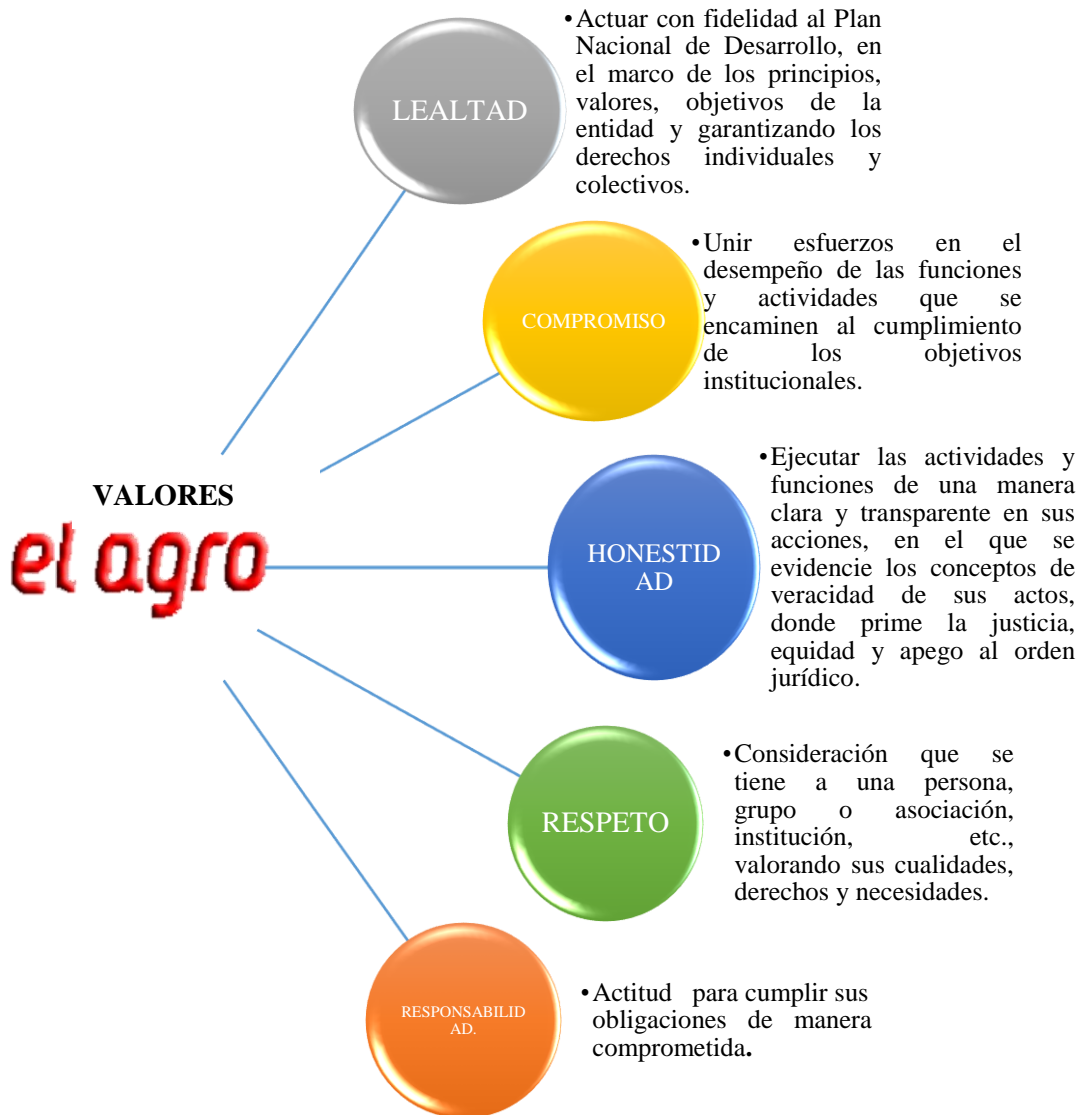 LEALTAD
•Actuar con fidelidad al Plan
Nacional de Desarrollo, en
el marco de los principios,
valores, objetivos de la
entidad y garantizando los
derechos individuales y
colectivos.
COMPROMISO
•Unir esfuerzos en el
desempeño de las funciones
y actividades que se
encaminen al cumplimiento
de los objetivos
institucionales.
VALORES
el agro
HONESTID
AD
•Ejecutar las actividades y
funciones de una manera
clara y transparente en sus
acciones, en el que se
evidencie los conceptos de
veracidad de sus actos,
donde prime la justicia,
equidad y apego al orden
jurídico.
RESPETO
•Consideración que se
tiene a una persona,
grupo o asociación,
institución, etc.,
valorando sus cualidades,
derechos y necesidades.
RESPONSABILID
AD.
•Actitud para cumplir sus
obligaciones de manera
comprometida.